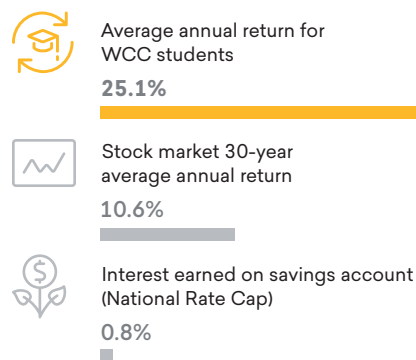 Average annual return for
WCC students
25.1%
Stock market 30-year
average annual return
10.6%
$
Interest earned on savings account
(National Rate Cap)
0.8%